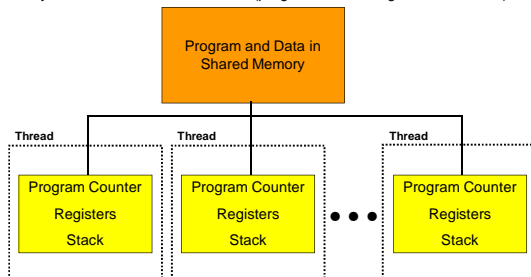 Program and Data in
Shared Memory
Thread
Thread
Thread
Program Counter
Registers
Stack
Program Counter
Registers
Stack
Program Counter
Registers
Stack